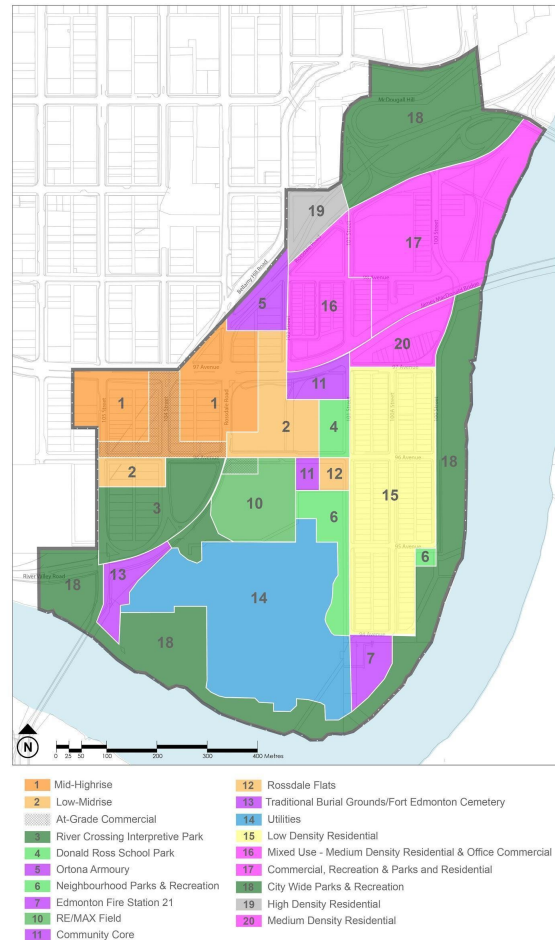 McDougall Hill
18
19
17
Bellamy Hill Road
5
16
20
97 Avenue
11
1
1
2
4
18
2
11
12
3
10
15
6
River Valley Road
13
6
18
14
18
7
N
0 25 50 100 200 300 400 Metres
1 Mid-Highrise
2 Low-Midrise
At-Grade Commercial
3 River Crossing Interpretive Park
4 Donald Ross School Park
5 Ortona Armoury
6 Neighbourhood Parks & Recreation
7 Edmonton Fire Station 21
10 RE/MAX Field
11 Community Core
12 Rossdale Flats
13 Traditional Burial Grounds/Fort Edmonton Cemetery
14 Utilities
15 Low Density Residential
16 Mixed Use - Medium Density Residential & Office Commercial
17 Commercial, Recreation & Parks and Residential
18 City Wide Parks & Recreation
19 High Density Residential
20 Medium Density Residential